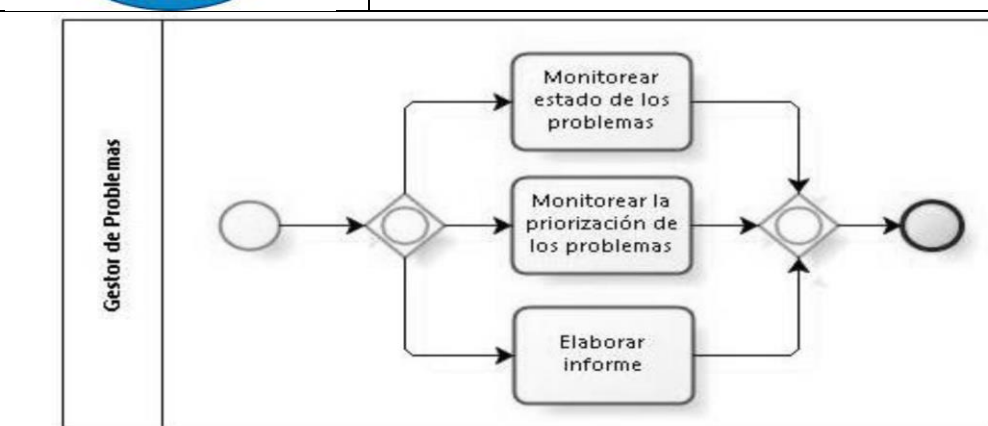 Gestor de Problemas
Monitorear
estado de los
problemas
Monitorear la
priorización de
los problemas
Elaborar
informe